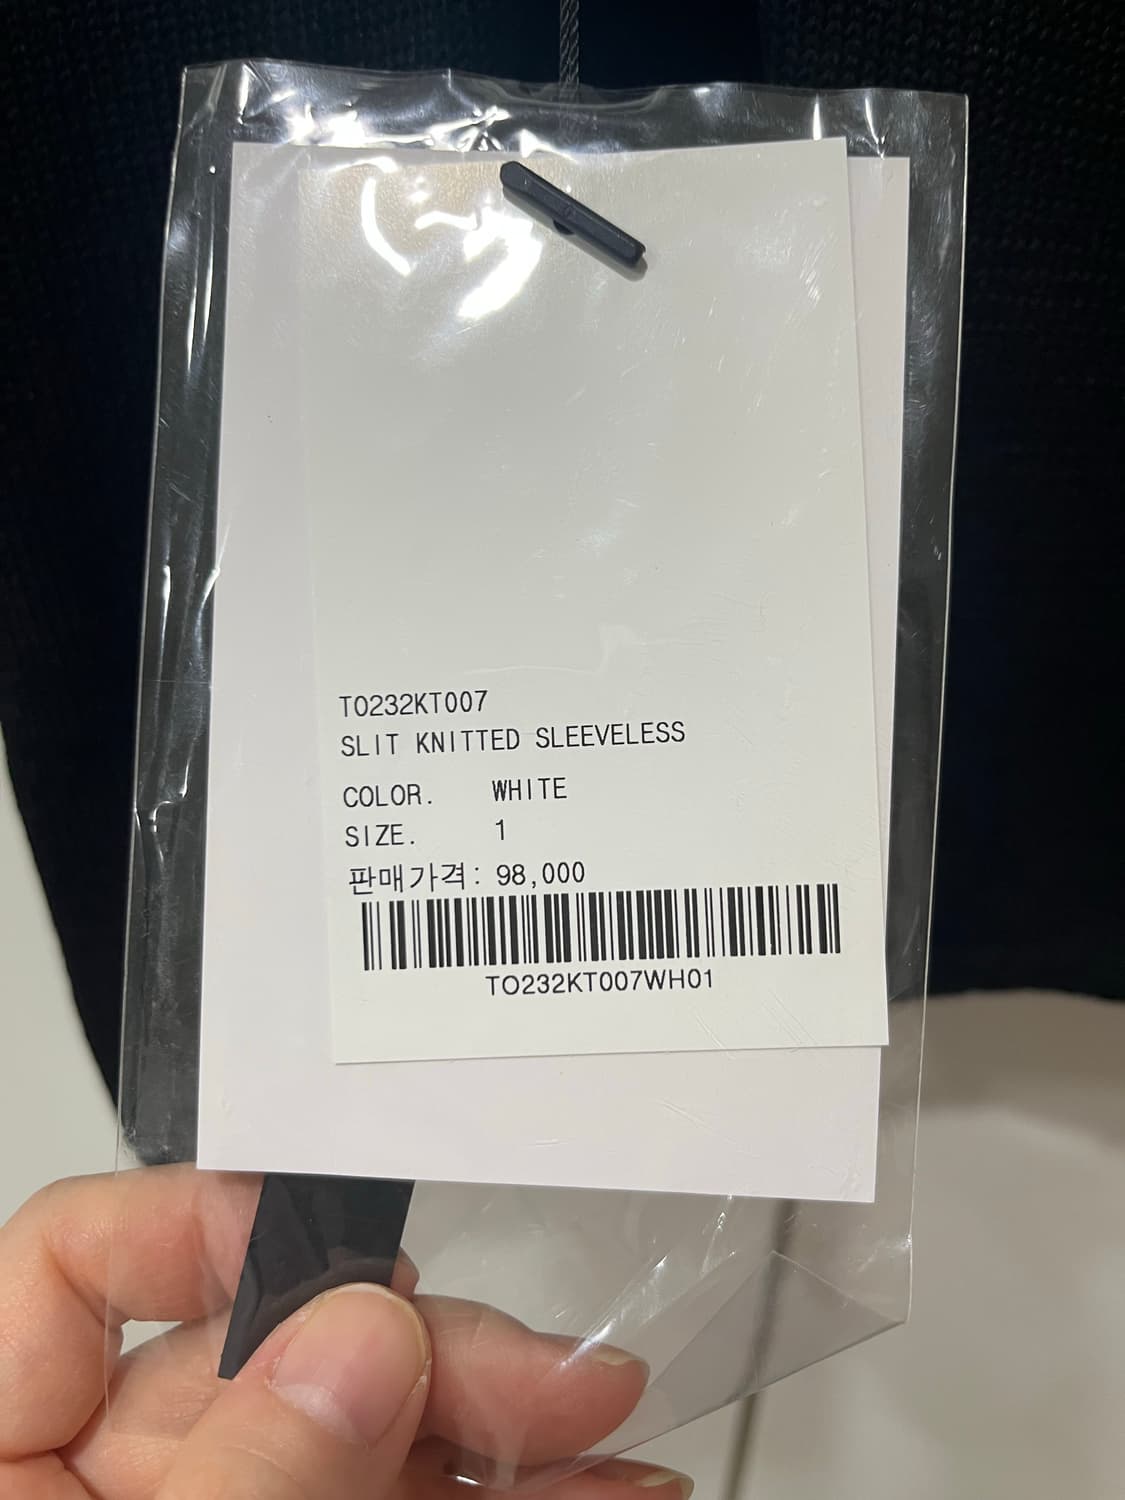 TO232KT007
SLIT KNITTED SLEEVELESS
COLOR. WHITE
SIZE. 1
판매가격: 98,000
TO232KT007WH01